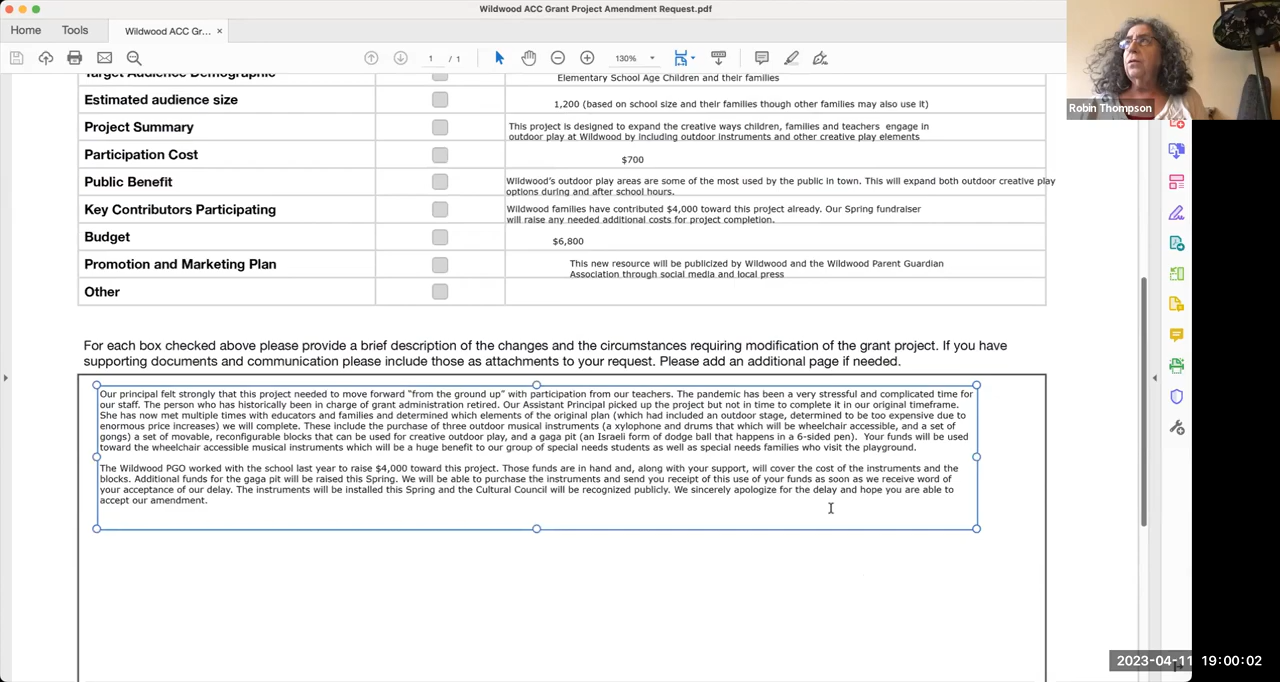 Wildwood ACC Grant Project Amendment Request.pdf
Home Tools Wildwood ACC Gr... ×
1 / 1 130%
Robin Thompson
Target Audience Demographic Elementary School Age Children and their families
Estimated audience size 1,200 (based on school size and their families though other families may also use it)
Project Summary This project is designed to expand the creative ways children, families and teachers engage in
outdoor play at Wildwood by including outdoor instruments and other creative play elements
Participation Cost $700
Public Benefit Wildwood's outdoor play areas are some of the most used by the public in town. This will expand both outdoor creative play
options during and after school hours.
Key Contributors Participating Wildwood families have contributed $4,000 toward this project already. Our Spring fundraiser
will raise any needed additional costs for project completion.
Budget $6,800
Promotion and Marketing Plan This new resource will be publicized by Wildwood and the Wildwood Parent Guardian
Association through social media and local press
Other
For each box checked above please provide a brief description of the changes and the circumstances requiring modification of the grant project. If you have
supporting documents and communication please include those as attachments to your request. Please add an additional page if needed.
Our principal felt strongly that this project needed to move forward "from the ground up" with participation from our teachers. The pandemic has been a very stressful and complicated time for
our staff. The person who has historically been in charge of grant administration retired. Our Assistant Principal picked up the project but not in time to complete it in our original timeframe.
She has now met multiple times with educators and families and determined which elements of the original plan (which had included an outdoor stage, determined to be too expensive due to
enormous price increases) we will complete. These include the purchase of three outdoor musical instruments (a xylophone and drums that will be wheelchair accessible, and a set of
gongs) a set of movable, reconfigurable blocks that can be used for creative outdoor play, and a gaga pit (an Israeli form of dodge ball that happens in a 6-sided pen). Your funds will be used
toward the wheelchair accessible musical instruments which will be a huge benefit to our group of special needs students as well as special needs families who visit the playground.
The Wildwood PGO worked with the school last year to raise $4,000 toward this project. Those funds are in hand and, along with your support, will cover the cost of the instruments and the
blocks. Additional funds for the gaga pit will be raised this Spring. We will be able to purchase the instruments and send you receipt of this use of your funds as soon as we receive word of
your acceptance of our delay. The instruments will be installed this Spring and the Cultural Council will be recognized publicly. We sincerely apologize for the delay and hope you are able to
accept our amendment.
2023-04-11 19:00:02